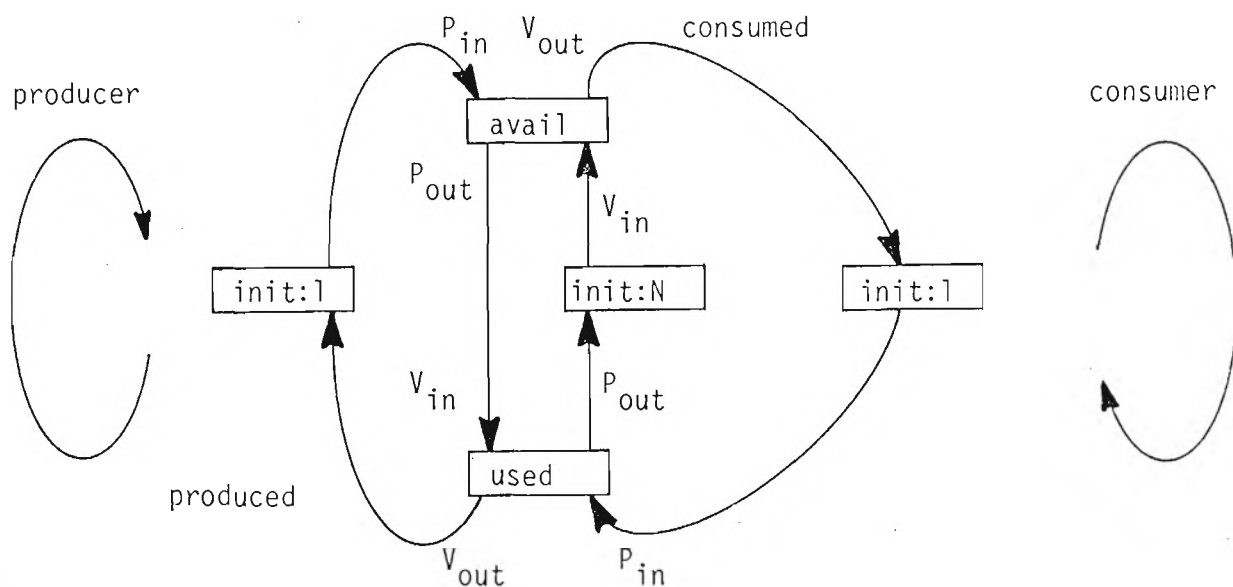 P_in V_out consumed
producer consumer
avail
P_out
V_in
init:1 init:N init:1
V_in P_out
used
produced
V_out P_in